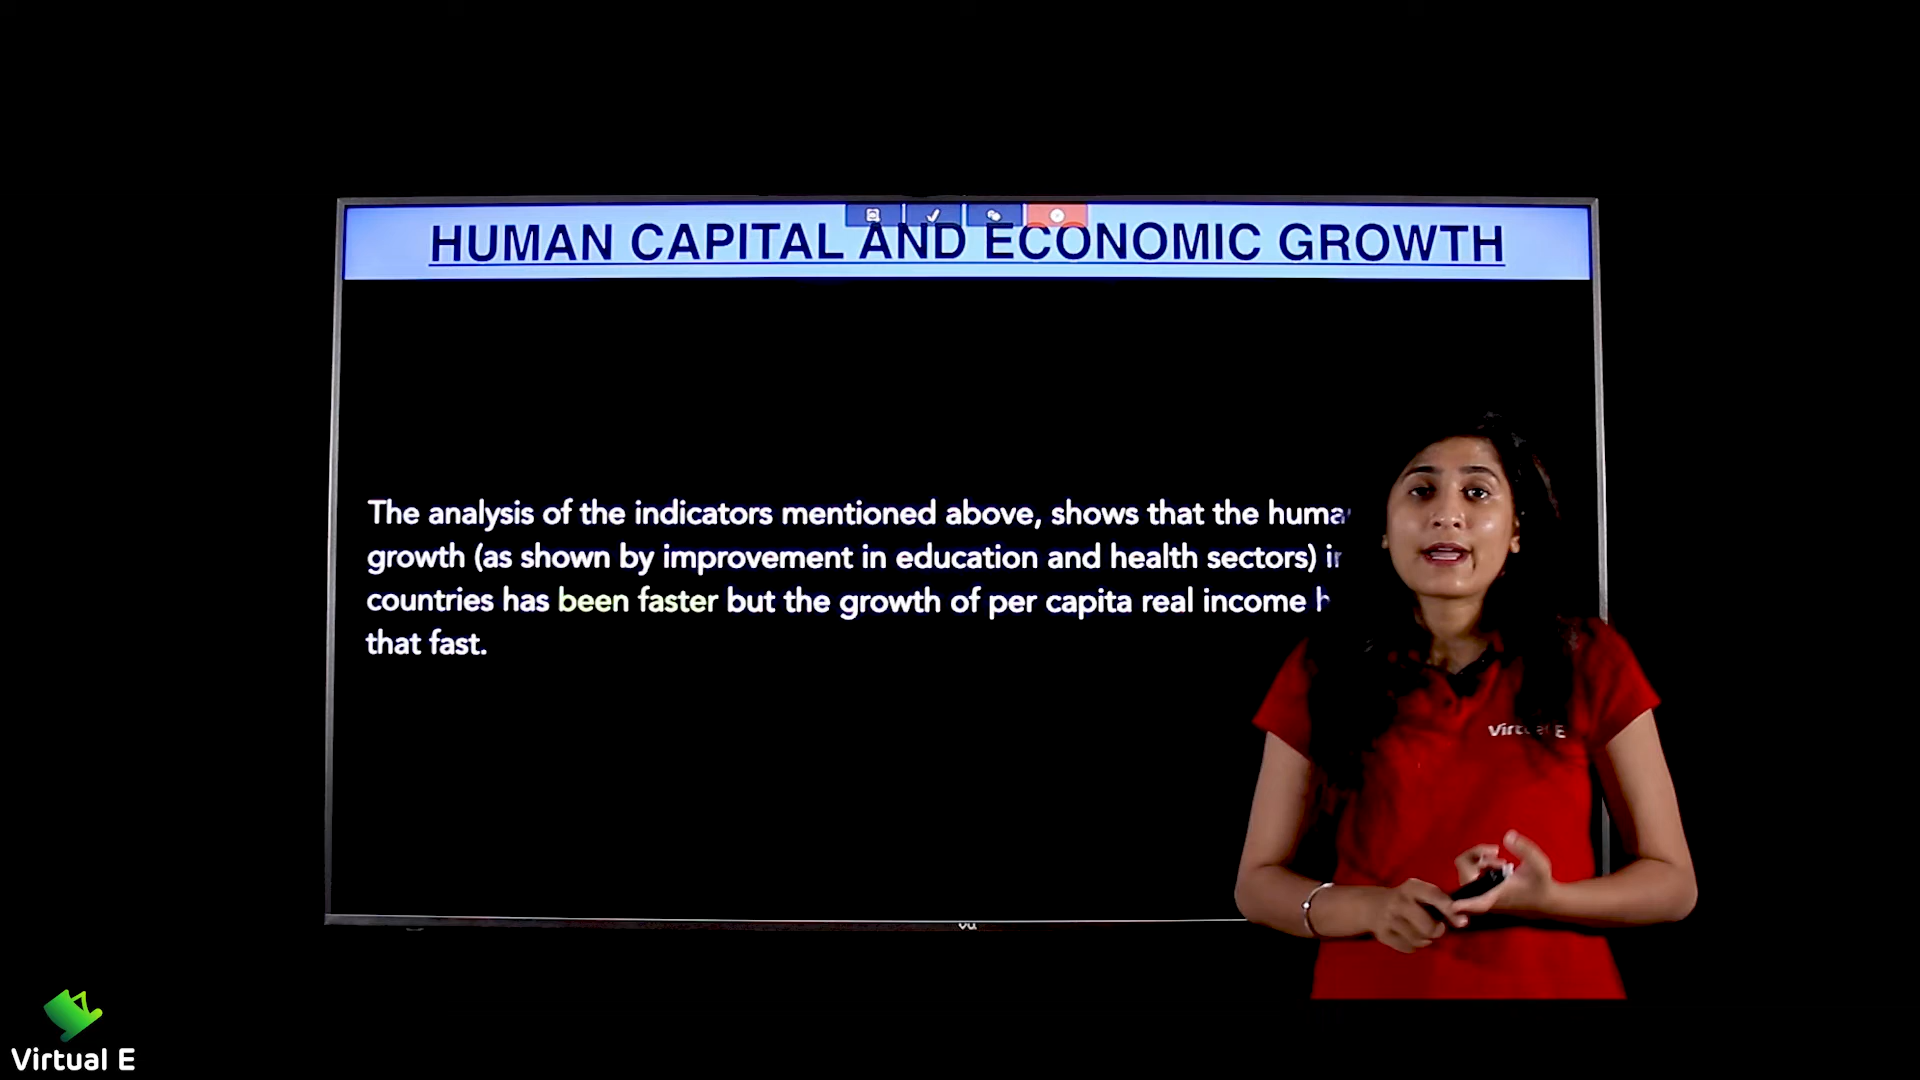 HUMAN CAPITAL AND ECONOMIC GROWTH
The analysis of the indicators mentioned above, shows that the
growth (as shown by improvement in education and health sectors)
countries has been faster but the growth of per capita real income
that fast.
Virtual E
vu
Virtual E